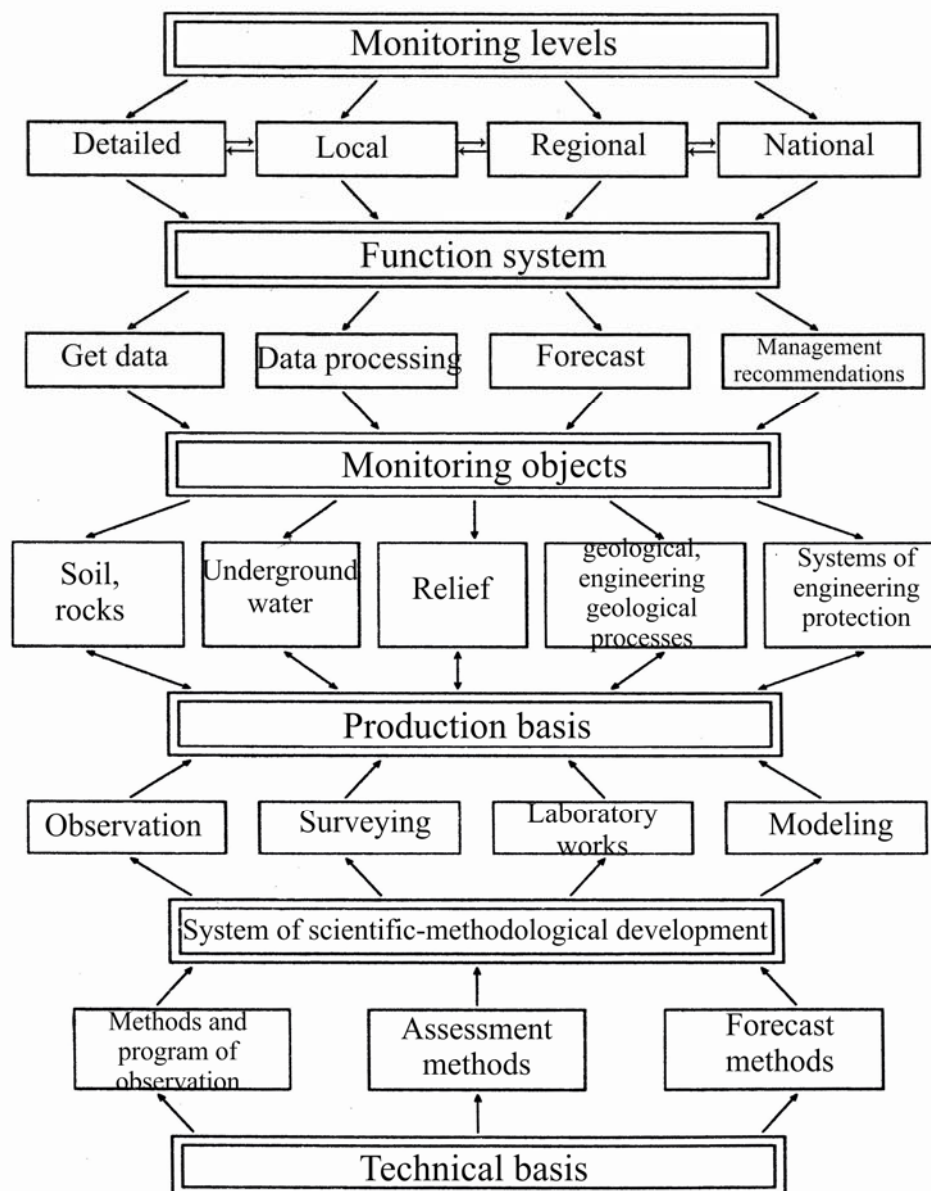 Monitoring levels
Detailed
Local
Regional
National
Function system
Get data
Data processing
Forecast
Management
recommendations
Monitoring objects
Soil,
rocks
Underground
water
Relief
geological,
engineering
geological
processes
Systems of
engineering
protection
Production basis
Observation
Surveying
Laboratory
works
Modeling
System of scientific-methodological development
Methods and
program of
observation
Assessment
methods
Forecast
methods
Technical basis